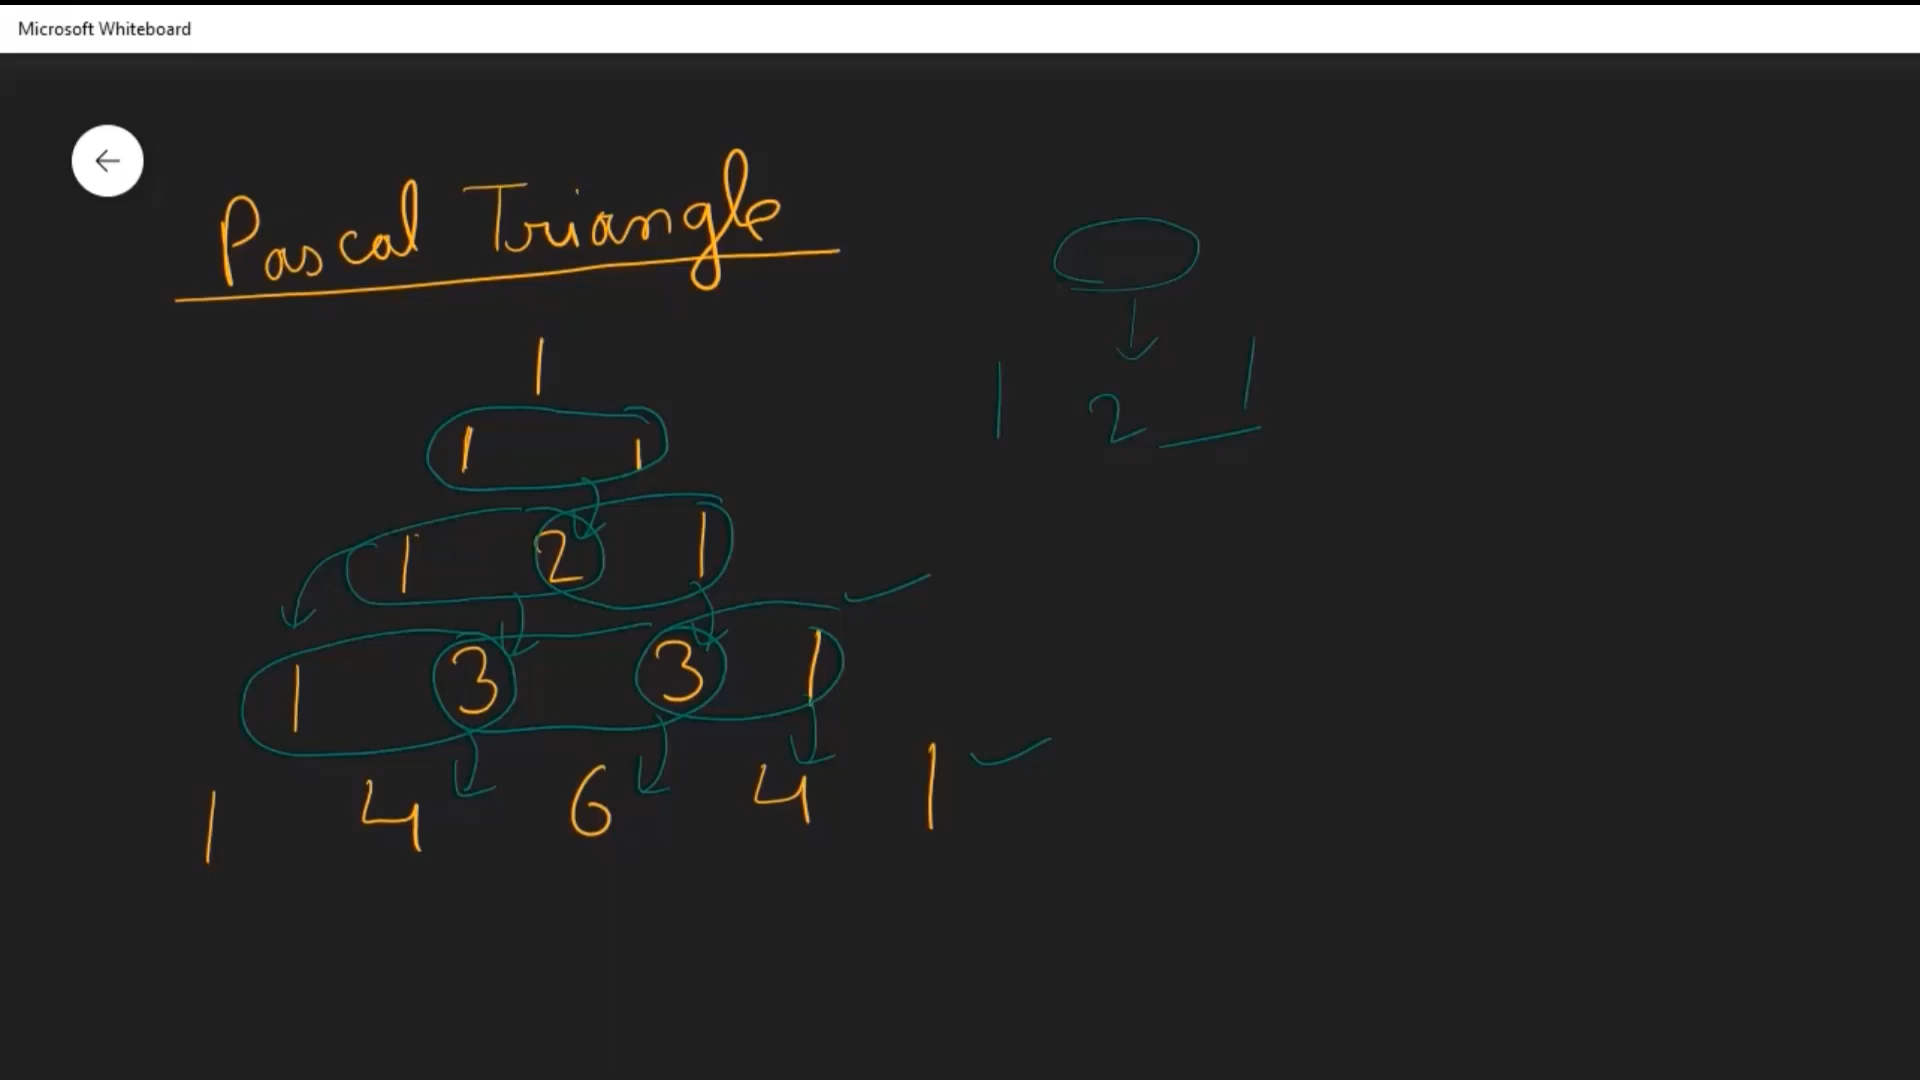 Microsoft Whiteboard
Pascal Triangle
1
1 1
1 2 1
1 3 3 1
1 4 6 4 1
1 2 1